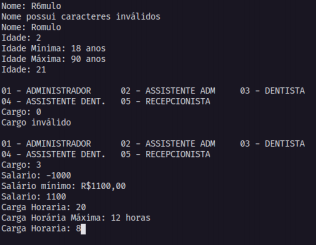 Nome: R6mulo
Nome possui caracteres inválidos
Nome: Romulo
Idade: 2
Idade Mínima: 18 anos
Idade Máxima: 90 anos
Idade: 21
01 - ADMINISTRADOR 02 - ASSISTENTE ADM 03 - DENTISTA
04 - ASSISTENTE DENT. 05 - RECEPCIONISTA
Cargo: 0
Cargo inválido
01 - ADMINISTRADOR 02 - ASSISTENTE ADM 03 - DENTISTA
04 - ASSISTENTE DENT. 05 - RECEPCIONISTA
Cargo: 3
Salario: -1000
Salário mínimo: R$1100,00
Salario: 1100
Carga Horaria: 20
Carga Horária Máxima: 12 horas
Carga Horaria: 8